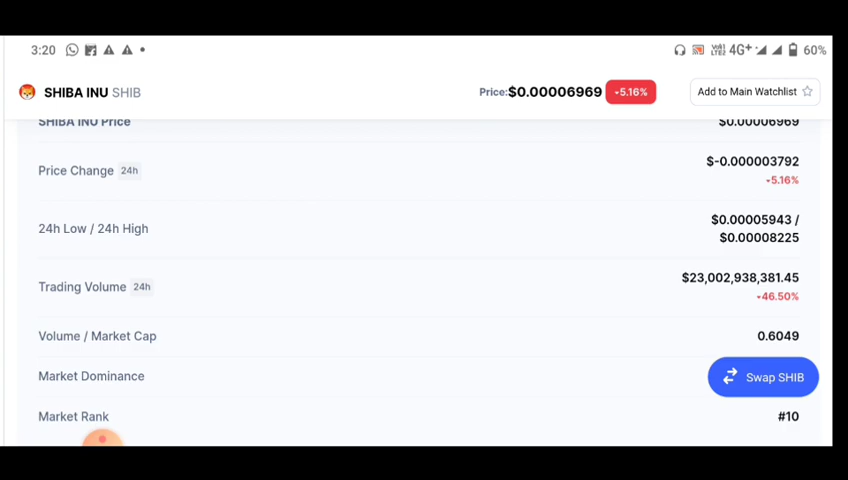 3:20 VoLTE LTE2 4G+ 60%
SHIBA INU SHIB Price:$0.00006969 5.16% Add to Main Watchlist
SHIBA INU Price $0.00006969
Price Change 24h $-0.000003792
5.16%
24h Low / 24h High $0.00005943 /
$0.00008225
Trading Volume 24h $23,002,938,381.45
46.50%
Volume / Market Cap 0.6049
Market Dominance Swap SHIB
Market Rank #10